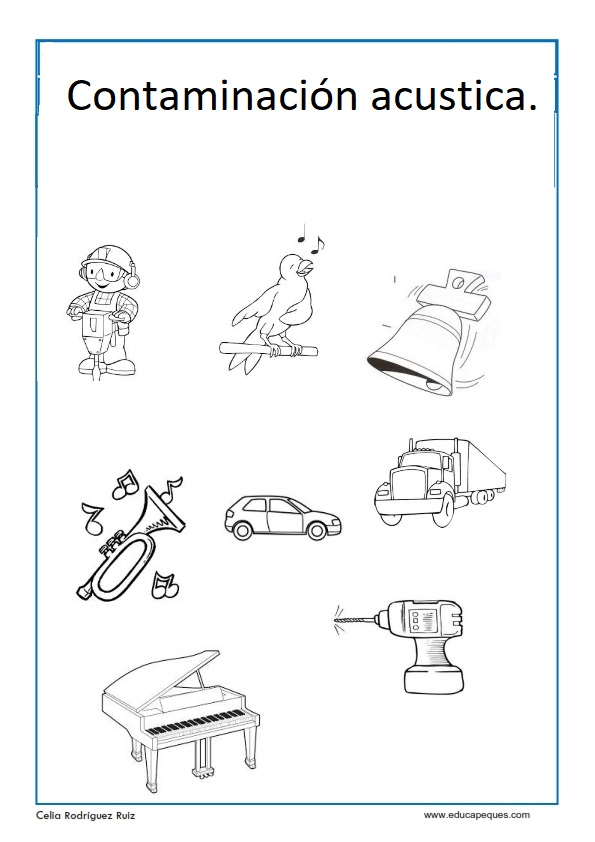 Contaminación acustica.
Celia Rodríguez Ruiz
www.educapeques.com